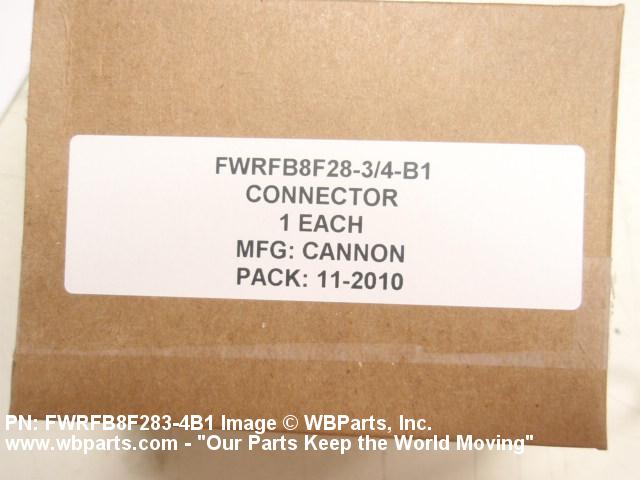 FWRFB8F28-3/4-B1
CONNECTOR
1 EACH
MFG: CANNON
PACK: 11-2010
PN: FWRFB8F283-4B1 Image © WBParts, Inc.
www.wbparts.com - "Our Parts Keep the World Moving"